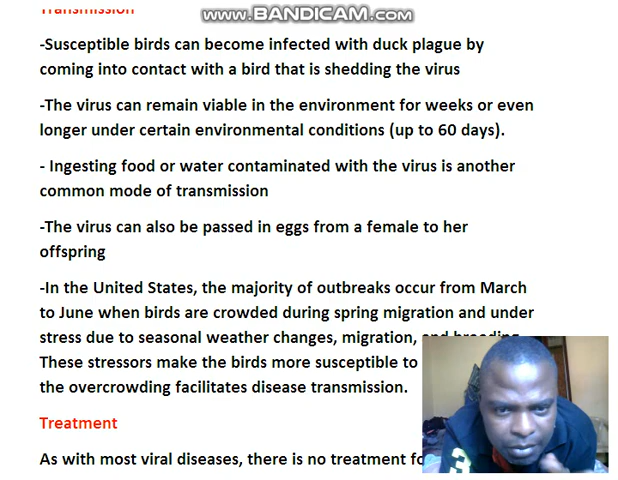 Transmission
www.BANDICAM.com
-Susceptible birds can become infected with duck plague by
coming into contact with a bird that is shedding the virus
-The virus can remain viable in the environment for weeks or even
longer under certain environmental conditions (up to 60 days).
- Ingesting food or water contaminated with the virus is another
common mode of transmission
-The virus can also be passed in eggs from a female to her
offspring
-In the United States, the majority of outbreaks occur from March
to June when birds are crowded during spring migration and under
stress due to seasonal weather changes, migration, and breeding.
These stressors make the birds more susceptible to
the overcrowding facilitates disease transmission.
Treatment
As with most viral diseases, there is no treatment
3